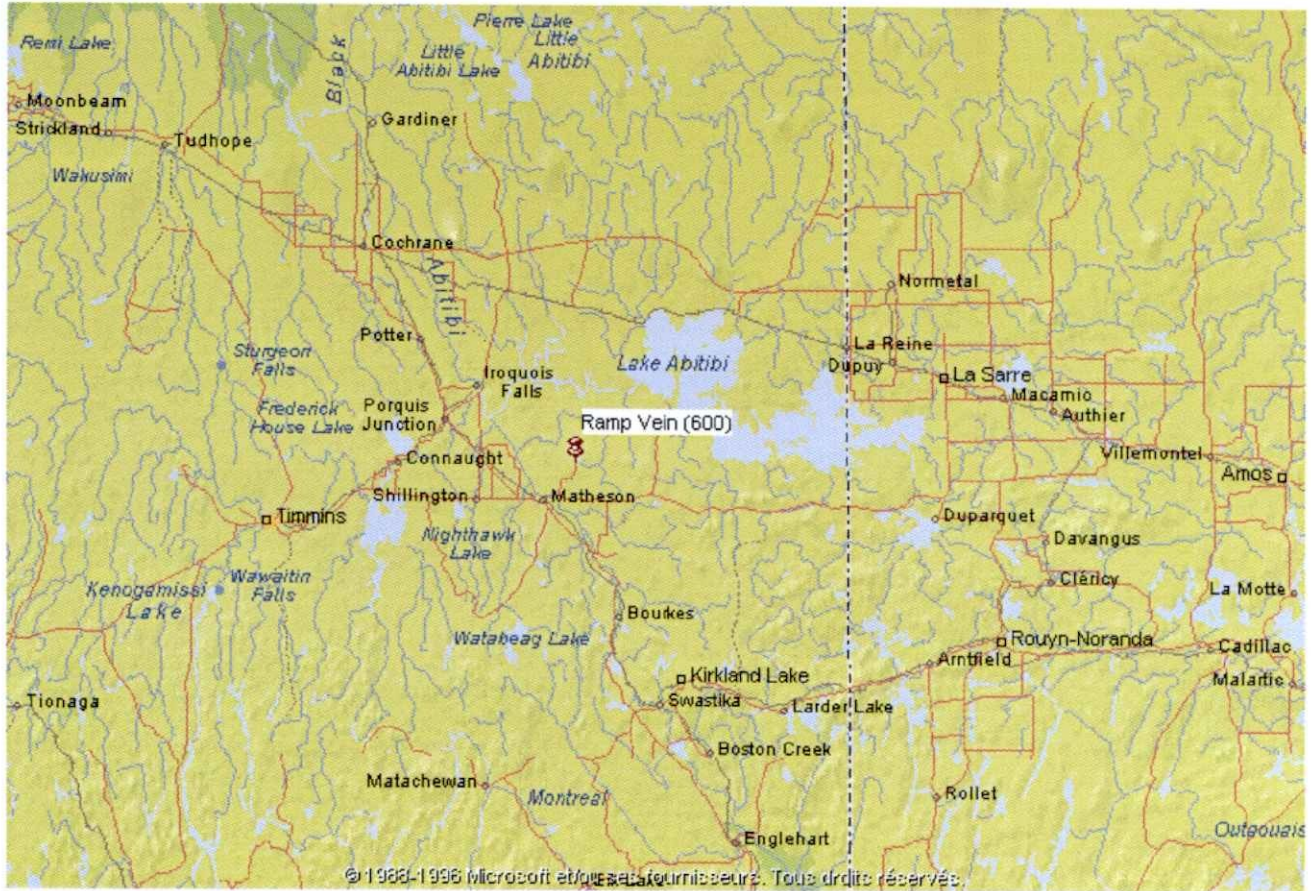 Remi Lake
Pierre Lake
Little
Abitibi
Little
Abitibi Lake
Black
Moonbeam
Strickland
Tudhope
Gardiner
Wakusimi
Cochrane
Abitibi
Normetal
Potter
Sturgeon
Falls
Lake Abitibi
La Reine
Dupuy
La Sarre
Iroquois
Falls
Macamic
Authier
Frederick
House Lake
Porquis
Junction
Ramp Vein (600)
Villemontel
Amos
Connaught
Shillington
Matheson
Timmins
Nighthawk
Lake
Duparquet
Davangus
Kenogamissi
Lake
Wawaitin
Falls
Cléricy
La Motte
Bourkes
Watabeag Lake
Rouyn-Noranda
Arntfield
Cadillac
Kirkland Lake
Malartic
Tionaga
Swastika
Larder Lake
Boston Creek
Matachewan
Montreal
Rollet
Englehart
Outaouais
© 1988-1996 Microsoft et/ou ses fournisseurs. Tous droits réservés.